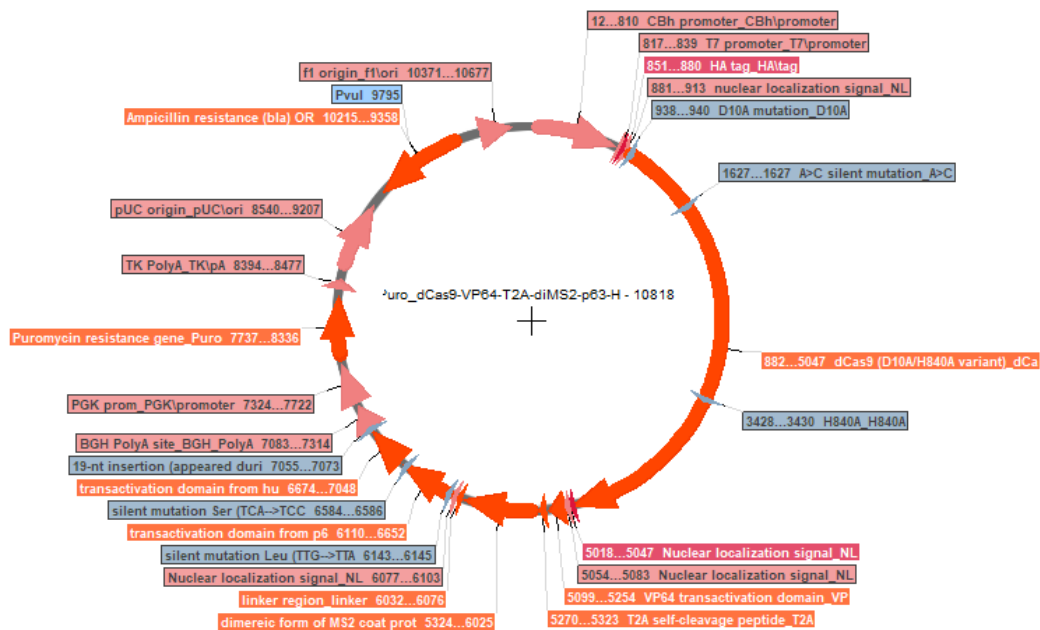 12...810 CBh promoter_CBh\promoter
817...839 T7 promoter_T7\promoter
851...880 HA tag_HA\tag
881...913 nuclear localization signal_NL
938...940 D10A mutation_D10A
1627...1627 A>C silent mutation_A>C
882...5047 dCas9 (D10A/H840A variant)_dCa
3428...3430 H840A_H840A
5018...5047 Nuclear localization signal_NL
5054...5083 Nuclear localization signal_NL
5099...5254 VP64 transactivation domain_VP
5270...5323 T2A self-cleavage peptide_T2A
f1 origin_f1\ori 10371...10677
PvuI 9795
Ampicillin resistance (bla) OR 10215...9358
pUC origin_pUC\ori 8540...9207
TK PolyA_TK\pA 8394...8477
Puromycin resistance gene_Puro 7737...8336
PGK prom_PGK\promoter 7324...7722
BGH PolyA site_BGH_PolyA 7083...7314
19-nt insertion (appeared duri 7055...7073
transactivation domain from hu 6674...7048
silent mutation Ser (TCA-->TCC 6584...6586
transactivation domain from p6 6110...6652
silent mutation Leu (TTG-->TTA 6143...6145
Nuclear localization signal_NL 6077...6103
linker region_linker 6032...6076
dimereic form of MS2 coat prot 5324...6025
uro_dCas9-VP64-T2A-diMS2-p63-H - 10818